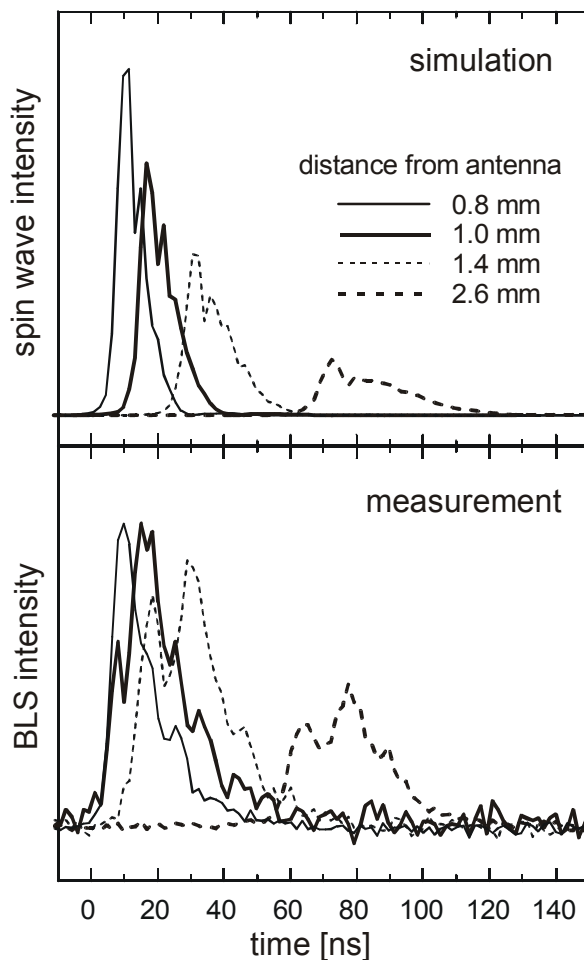 simulation
spin wave intensity
distance from antenna
0.8 mm
1.0 mm
1.4 mm
2.6 mm
measurement
BLS intensity
0 20 40 60 80 100 120 140
time [ns]